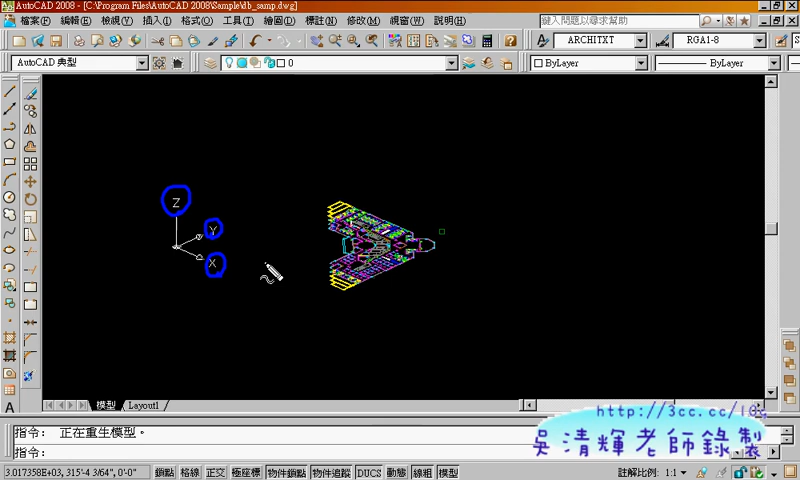 AutoCAD 2008 - [C:\Program Files\AutoCAD 2008\Sample\db_samp.dwg]
檔案(F) 編輯(E) 檢視(V) 插入(I) 格式(O) 工具(T) 繪圖(D) 標註(N) 修改(M) 視窗(W) 說明(H) 鍵入問題以尋求幫助
ARCHITXT RGA1-8 S
AutoCAD 典型 0 ByLayer ByLayer
Z
Y
X
模型 Layout1
指令: 正在重生模型。
指令:
http://3cc.cc/10g
吳清輝老師錄製
3.017358E+03, 315'-4 3/64", 0'-0" 鎖點 格線 正交 極座標 物件鎖點 物件追蹤 DUCS 動態 線粗 模型 註解比例: 1:1
A